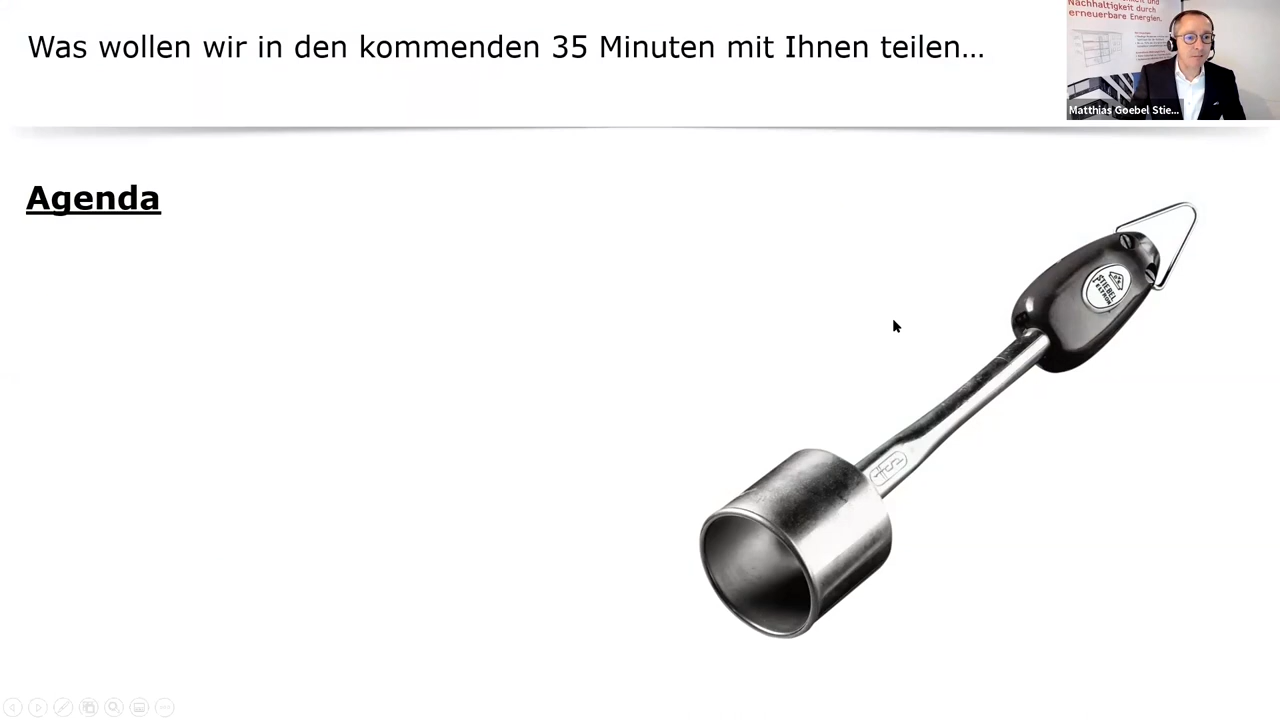 Was wollen wir in den kommenden 35 Minuten mit Ihnen teilen…
Nachhaltigkeit durch
erneuerbare Energien.
Matthias Goebel Stie...
Agenda
STIEBEL
ELTRON